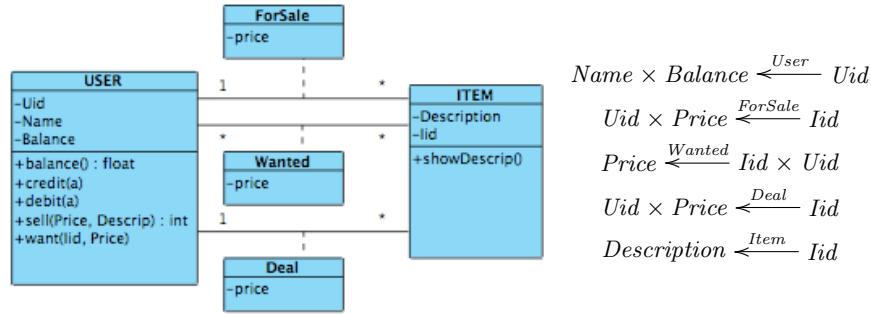 ForSale
-price
USER
-Uid
-Name
-Balance
+balance() : float
+credit(a)
+debit(a)
+sell(Price, Descrip) : int
+want(Iid, Price)
1
*
*
*
Wanted
-price
1
*
Deal
-price
ITEM
-Description
-Iid
+showDescrip()
Name × Balance ← User Uid
Uid × Price ← ForSale Iid
Price ← Wanted Iid × Uid
Uid × Price ← Deal Iid
Description ← Item Iid